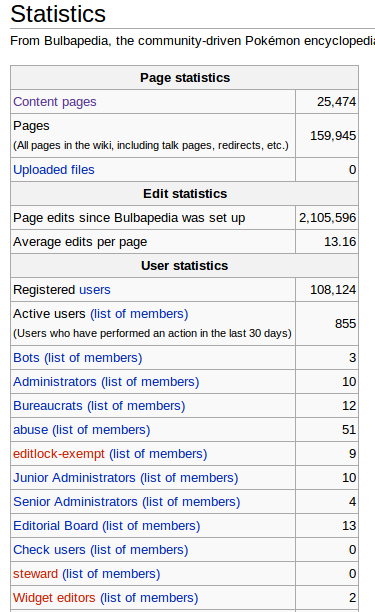 Statistics
From Bulbapedia, the community-driven Pokémon encyclopedi
Page statistics
Content pages 25,474
Pages
(All pages in the wiki, including talk pages, redirects, etc.) 159,945
Uploaded files 0
Edit statistics
Page edits since Bulbapedia was set up 2,105,596
Average edits per page 13.16
User statistics
Registered users 108,124
Active users (list of members)
(Users who have performed an action in the last 30 days) 855
Bots (list of members) 3
Administrators (list of members) 10
Bureaucrats (list of members) 12
abuse (list of members) 51
editlock-exempt (list of members) 9
Junior Administrators (list of members) 10
Senior Administrators (list of members) 4
Editorial Board (list of members) 13
Check users (list of members) 0
steward (list of members) 0
Widget editors (list of members) 2